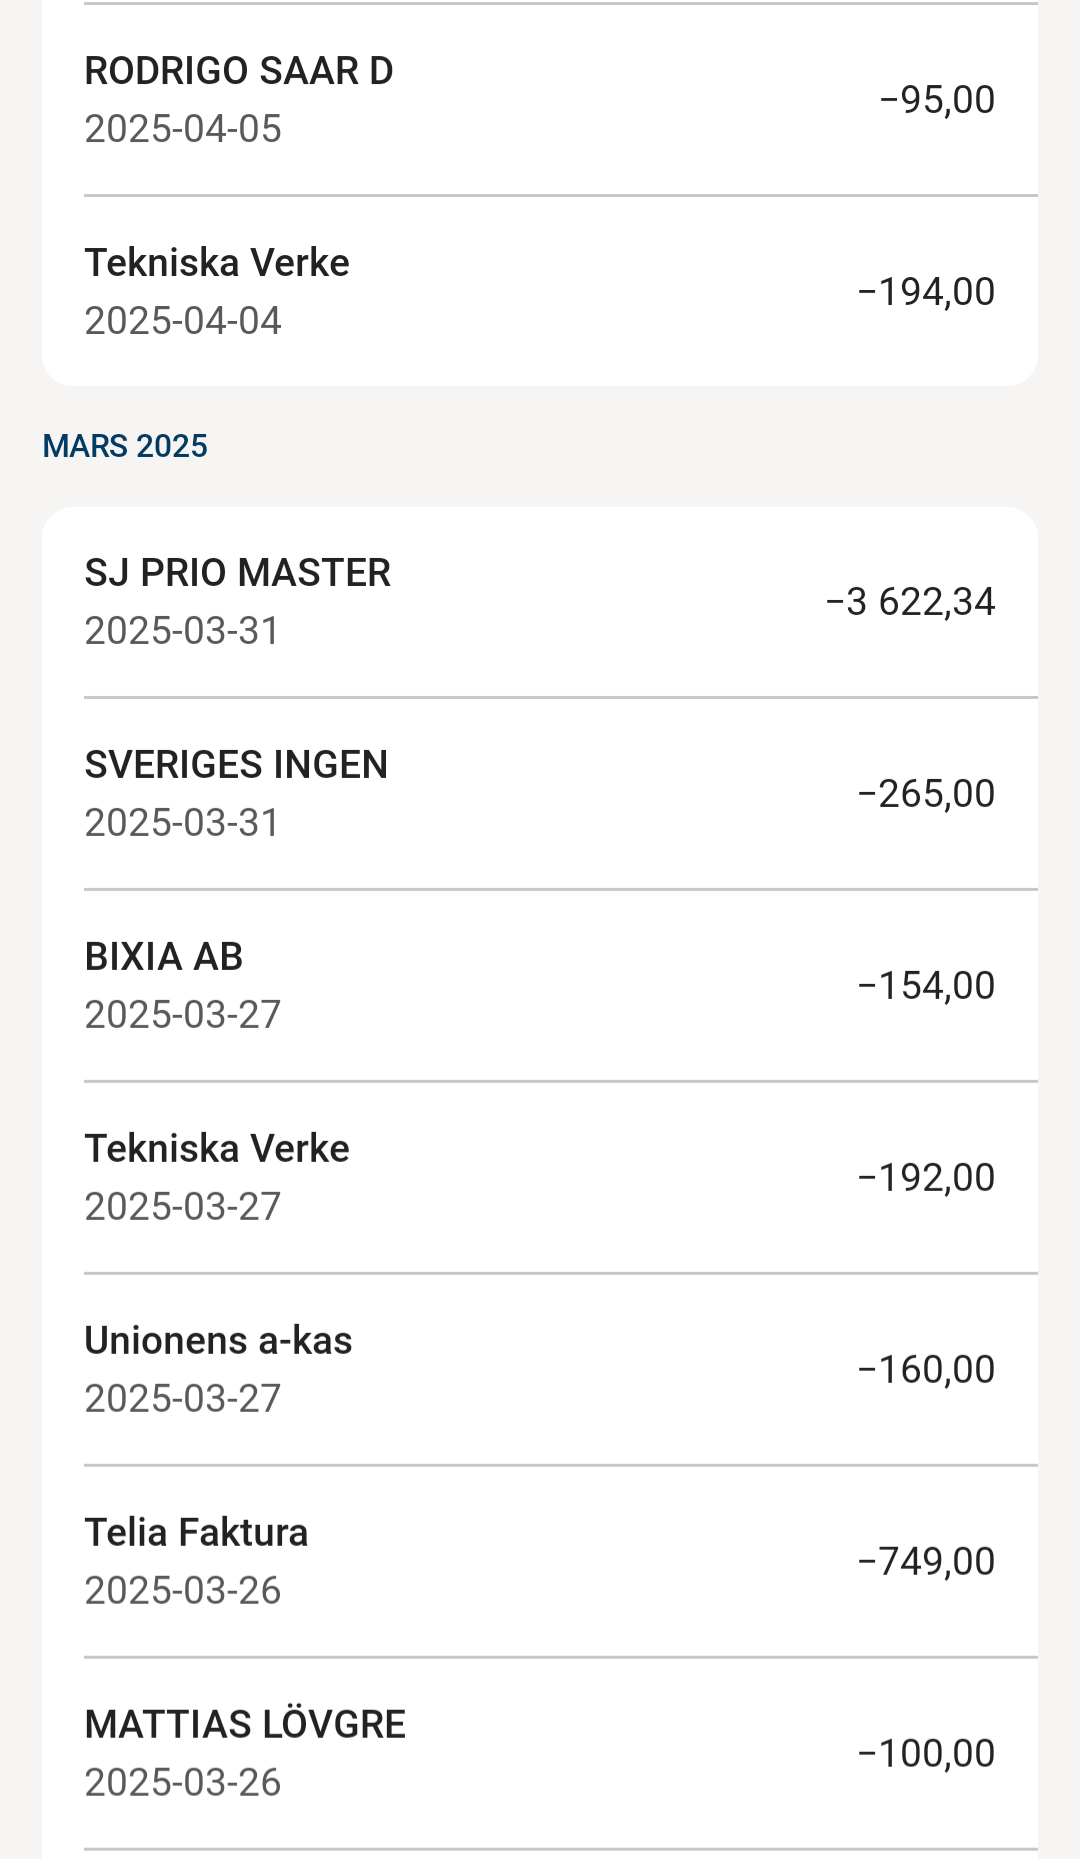 RODRIGO SAAR D
2025-04-05
−95,00
Tekniska Verke
2025-04-04
−194,00
MARS 2025
SJ PRIO MASTER
2025-03-31
−3 622,34
SVERIGES INGEN
2025-03-31
−265,00
BIXIA AB
2025-03-27
−154,00
Tekniska Verke
2025-03-27
−192,00
Unionens a-kas
2025-03-27
−160,00
Telia Faktura
2025-03-26
−749,00
MATTIAS LÖVGRE
2025-03-26
−100,00